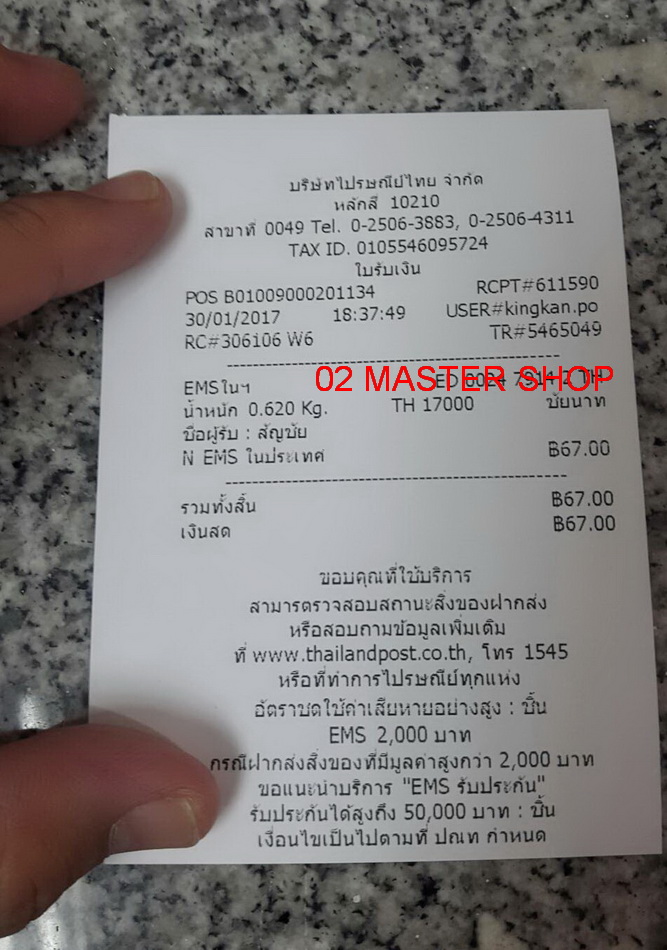 บริษัทไปรษณีย์ไทย จำกัด
หลักสี่ 10210
สาขาที่ 0049 Tel. 0-2506-3883, 0-2506-4311
TAX ID. 0105546095724
ใบรับเงิน
POS B01009000201134 RCPT#611590
30/01/2017 18:37:49 USER#kingkan.po
RC#306106 W6 TR#5465049
EMSในฯ ED 0024 7914 2 TH
02 MASTER SHOP
น้ำหนัก 0.620 Kg. TH 17000 ชัยนาท
ชื่อผู้รับ : สัญชัย
N EMS ในประเทศ ฿67.00
รวมทั้งสิ้น ฿67.00
เงินสด ฿67.00
ขอบคุณที่ใช้บริการ
สามารถตรวจสอบสถานะสิ่งของฝากส่ง
หรือสอบถามข้อมูลเพิ่มเติม
ที่ www.thailandpost.co.th, โทร 1545
หรือที่ทำการไปรษณีย์ทุกแห่ง
อัตราชดใช้ค่าเสียหายอย่างสูง : ชิ้น
EMS 2,000 บาท
กรณีฝากส่งสิ่งของที่มีมูลค่าสูงกว่า 2,000 บาท
ขอแนะนำบริการ "EMS รับประกัน"
รับประกันได้สูงถึง 50,000 บาท : ชิ้น
เงื่อนไขเป็นไปตามที่ ปณท กำหนด